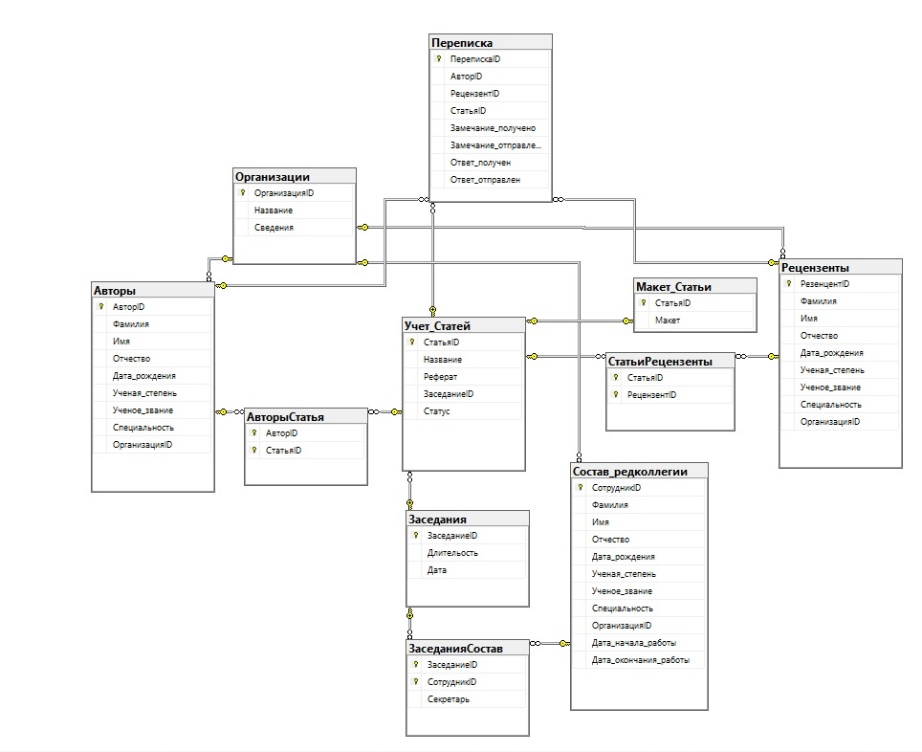 Переписка
ПерепискаID
АвторID
РецензентID
СтатьяID
Замечание_получено
Замечание_отправле...
Ответ_получен
Ответ_отправлен
Организации
ОрганизацияID
Название
Сведения
Авторы
АвторID
Фамилия
Имя
Отчество
Дата_рождения
Ученая_степень
Ученое_звание
Специальность
ОрганизацияID
АвторыСтатья
АвторID
СтатьяID
Учет_Статей
СтатьяID
Название
Реферат
ЗаседаниеID
Статус
Макет_Статьи
СтатьяID
Макет
СтатьиРецензенты
СтатьяID
РецензентID
Рецензенты
РезенцентID
Фамилия
Имя
Отчество
Дата_рождения
Ученая_степень
Ученое_звание
Специальность
ОрганизацияID
Заседания
ЗаседаниеID
Длительость
Дата
ЗаседанияСостав
ЗаседаниеID
СотрудникID
Секретарь
Состав_редколлегии
СотрудникID
Фамилия
Имя
Отчество
Дата_рождения
Ученая_степень
Ученое_звание
Специальность
ОрганизацияID
Дата_начала_работы
Дата_окончания_работы